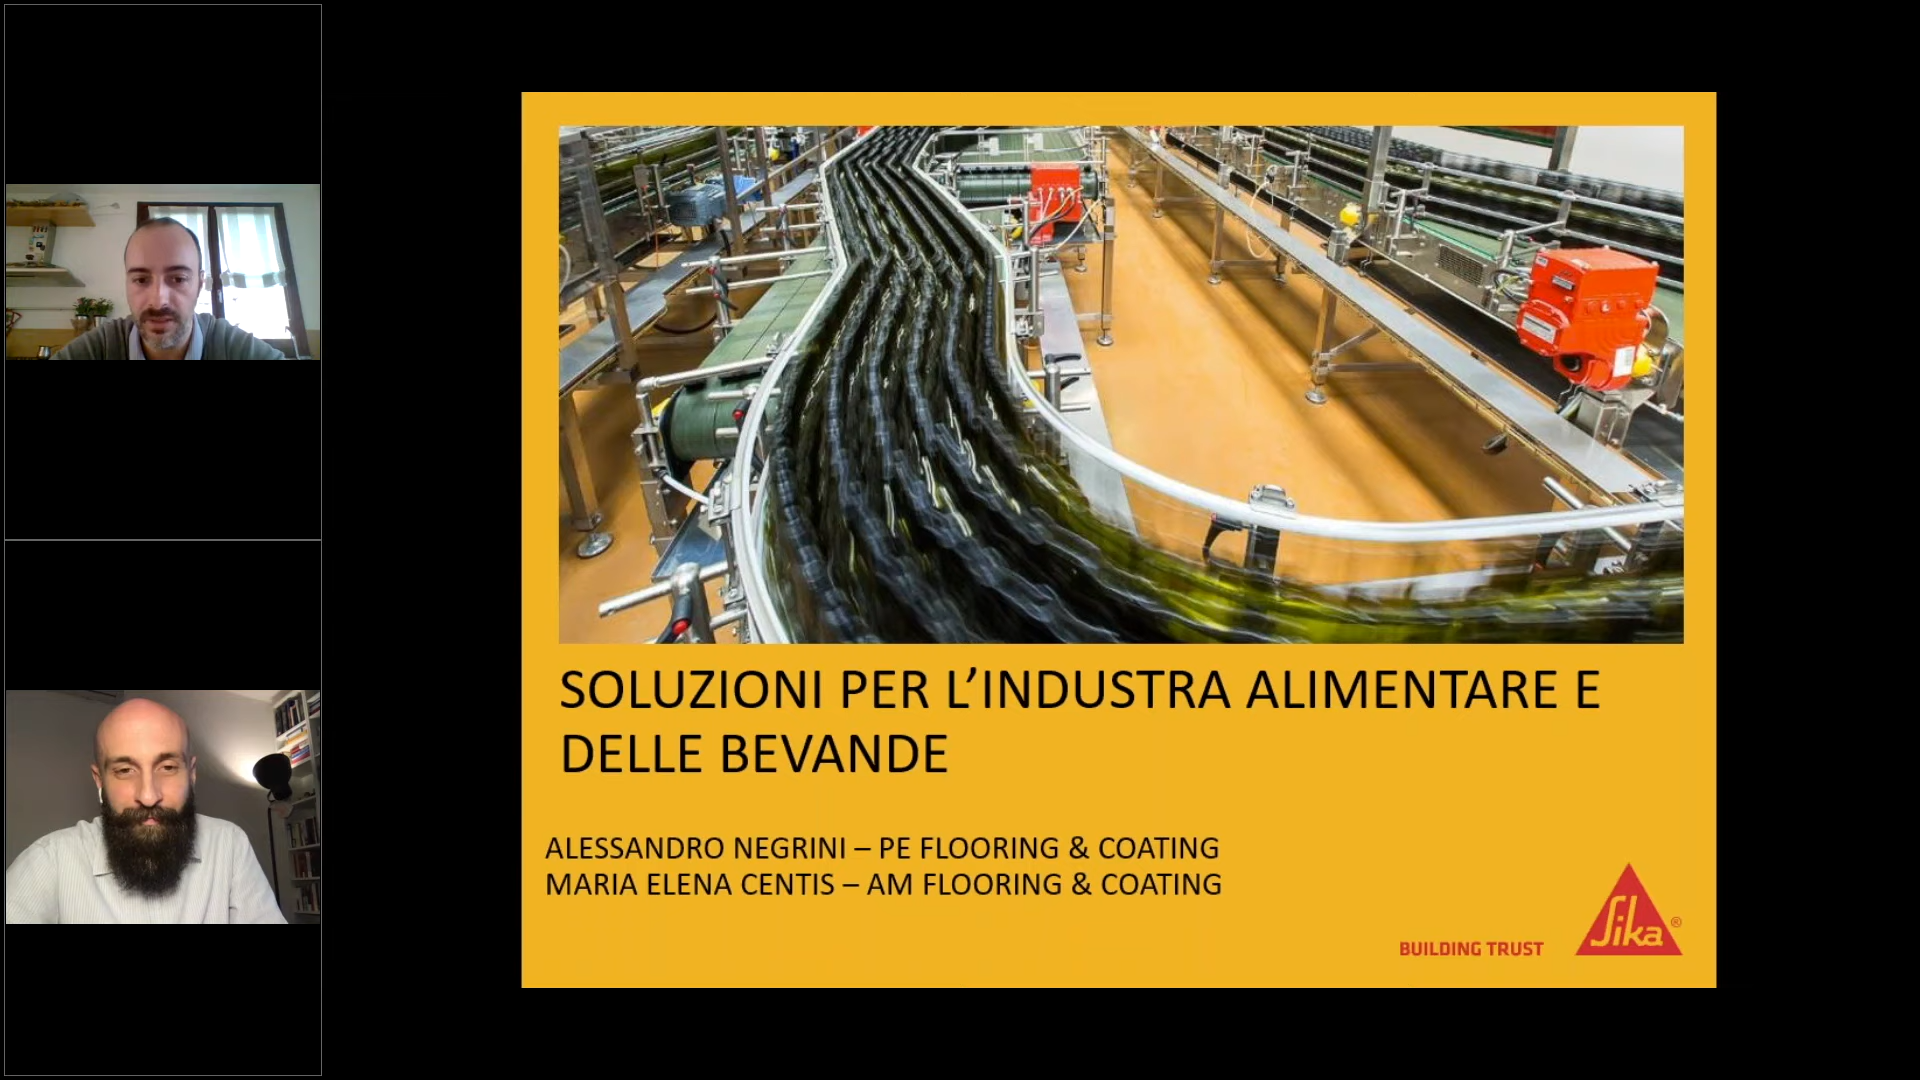 SOLUZIONI PER L’INDUSTRA ALIMENTARE E
DELLE BEVANDE
ALESSANDRO NEGRINI – PE FLOORING & COATING
MARIA ELENA CENTIS – AM FLOORING & COATING
BUILDING TRUST
Sika®